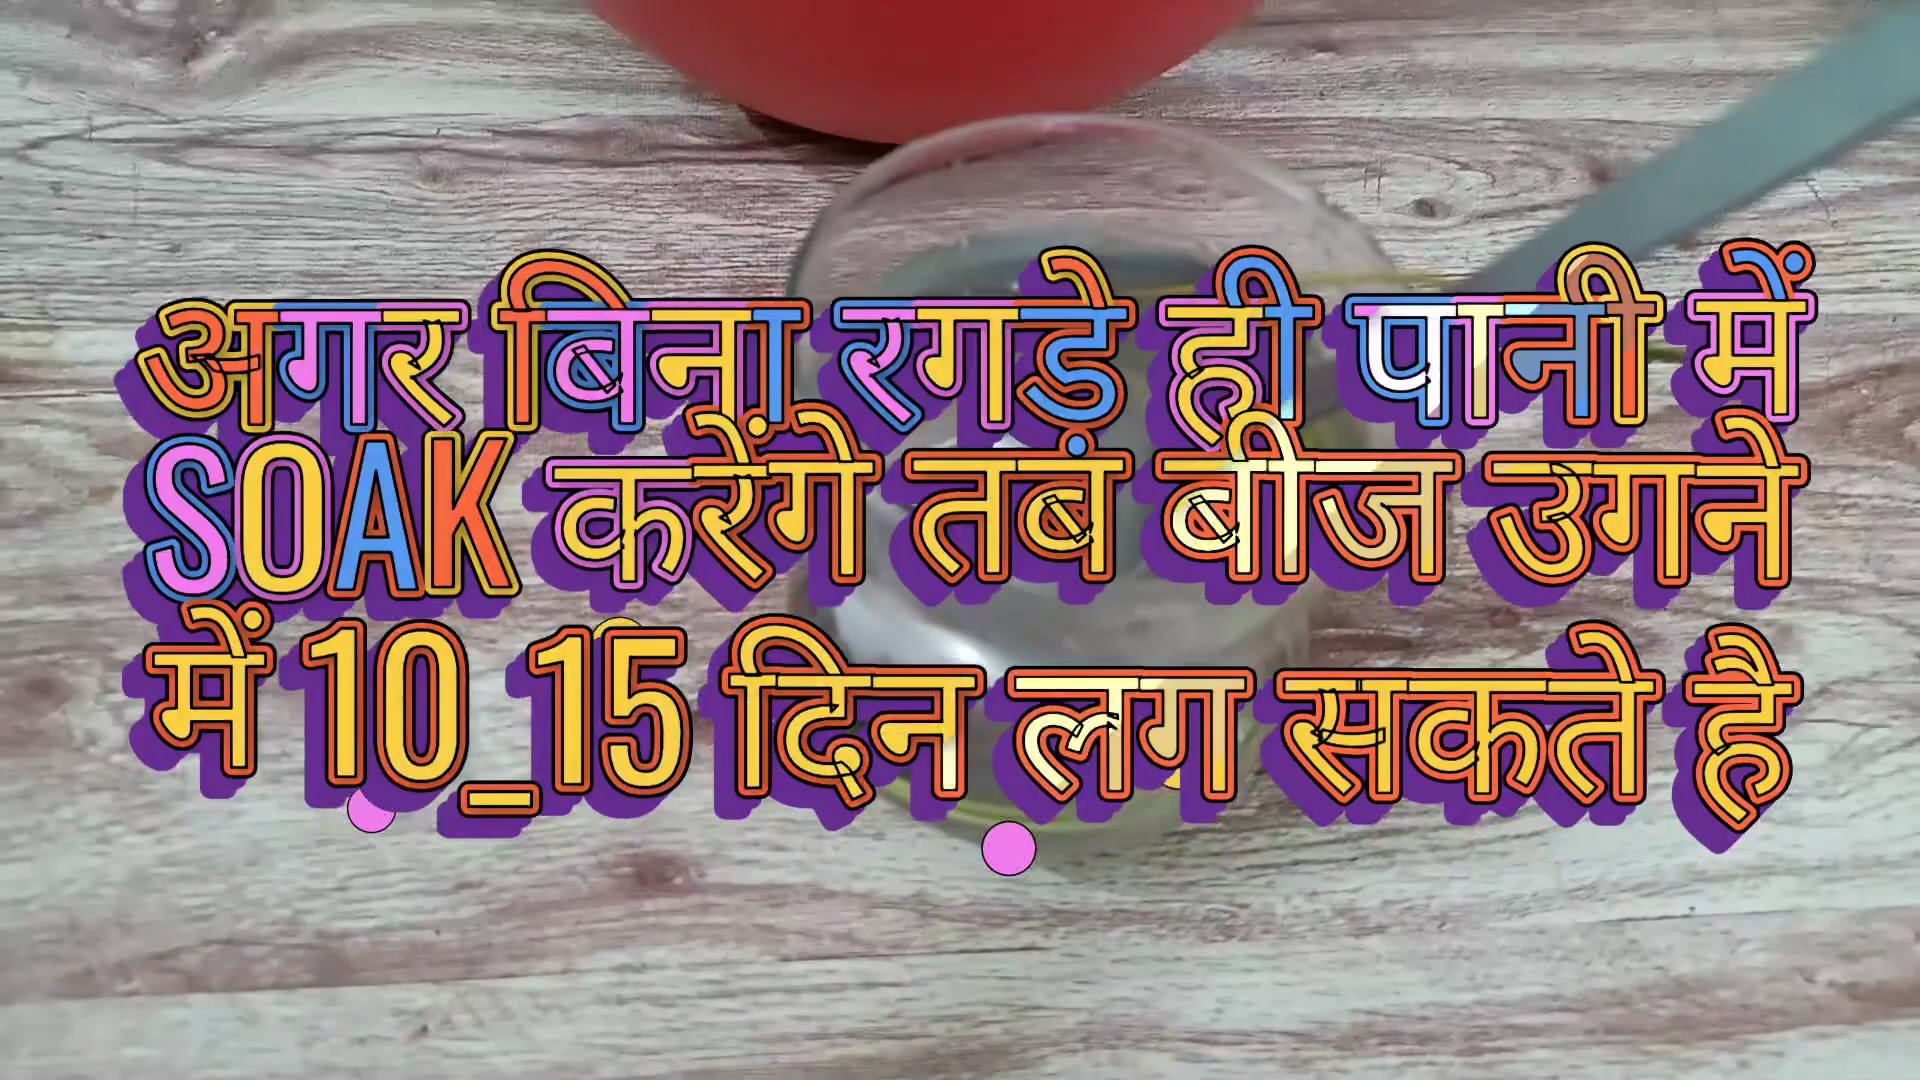 अगर बिना रगड़े ही पानी में
SOAK करेंगे तब बीज उगने
में 10_15 दिन लग सकते है